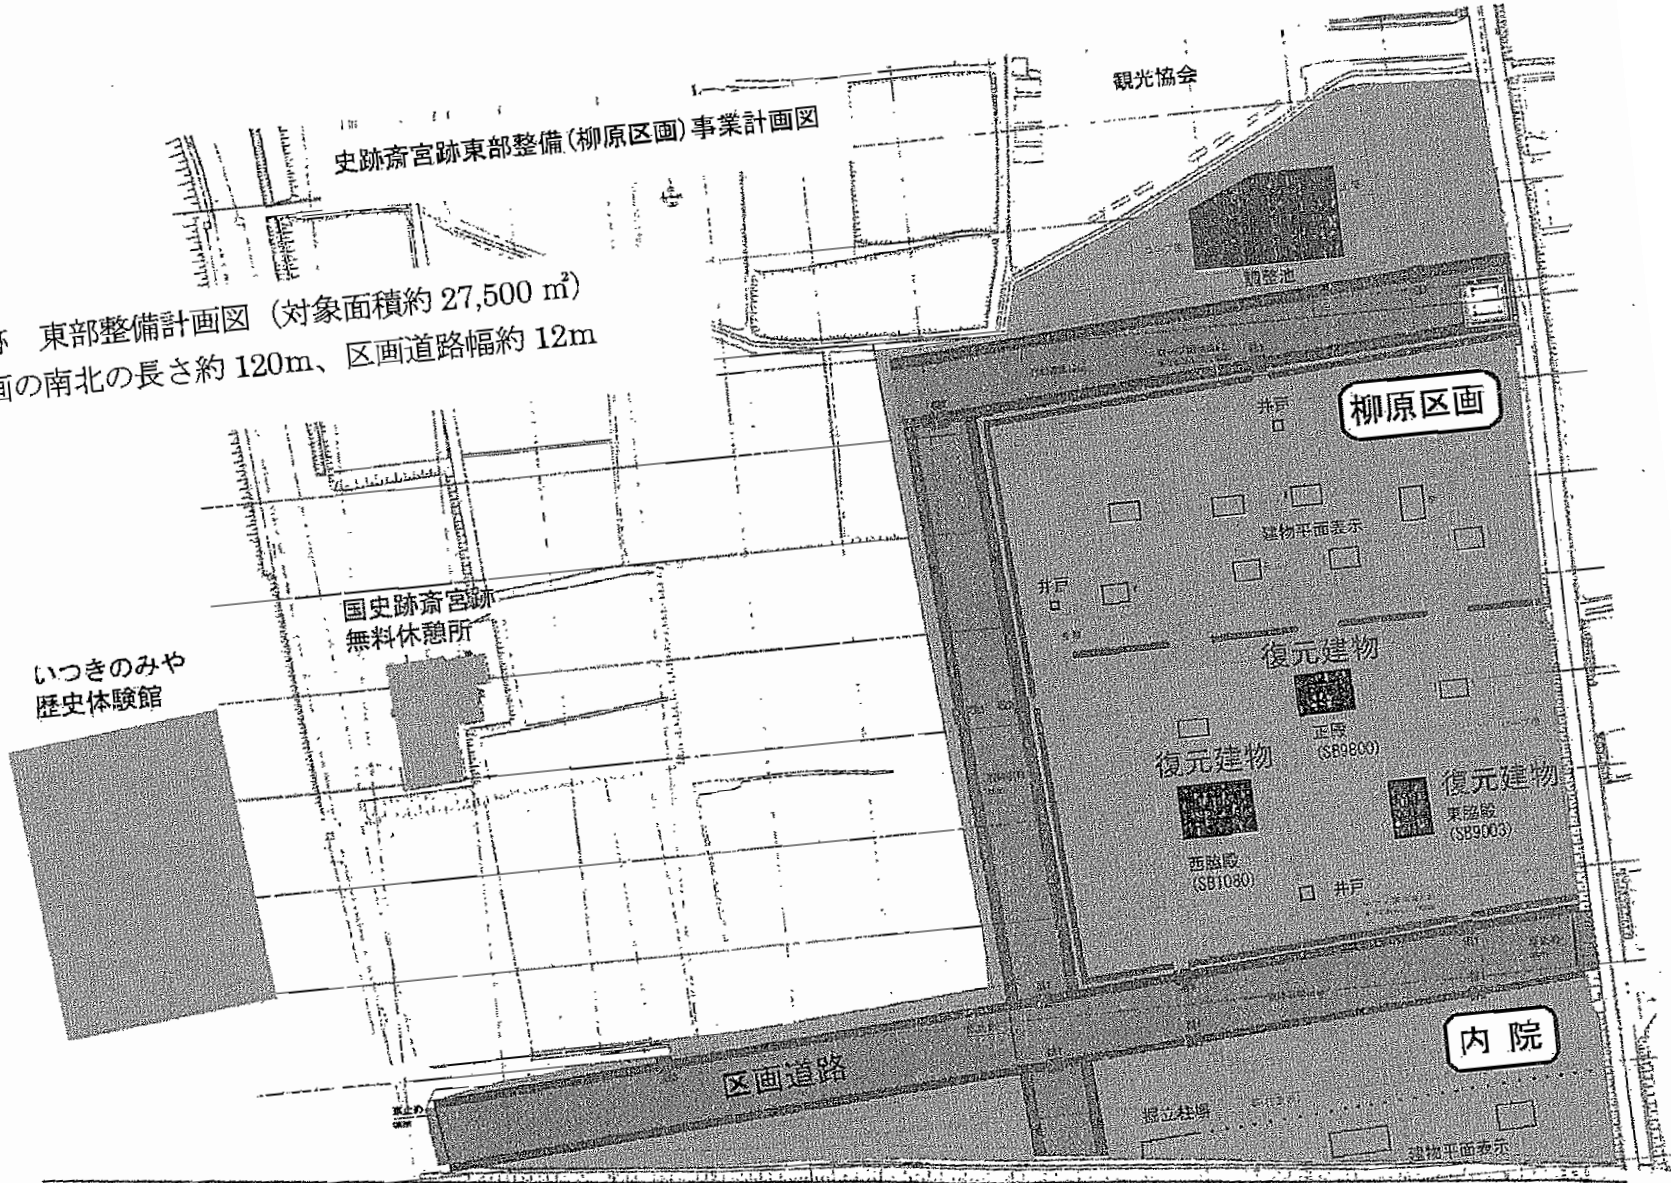 観光協会
史跡斎宮跡東部整備(柳原区画)事業計画図
跡 東部整備計画図（対象面積約 27,500 ㎡）
画の南北の長さ約 120m、区画道路幅約 12m
調整池
柳原区画
井戸
建物平面表示
井戸
国史跡斎宮跡
無料休憩所
いつきのみや
歴史体験館
復元建物
正殿
(SB9800)
復元建物
西脇殿
(SB1080)
復元建物
東脇殿
(SB9003)
井戸
内 院
区画道路
車止め
掘立柱塀
建物平面表示